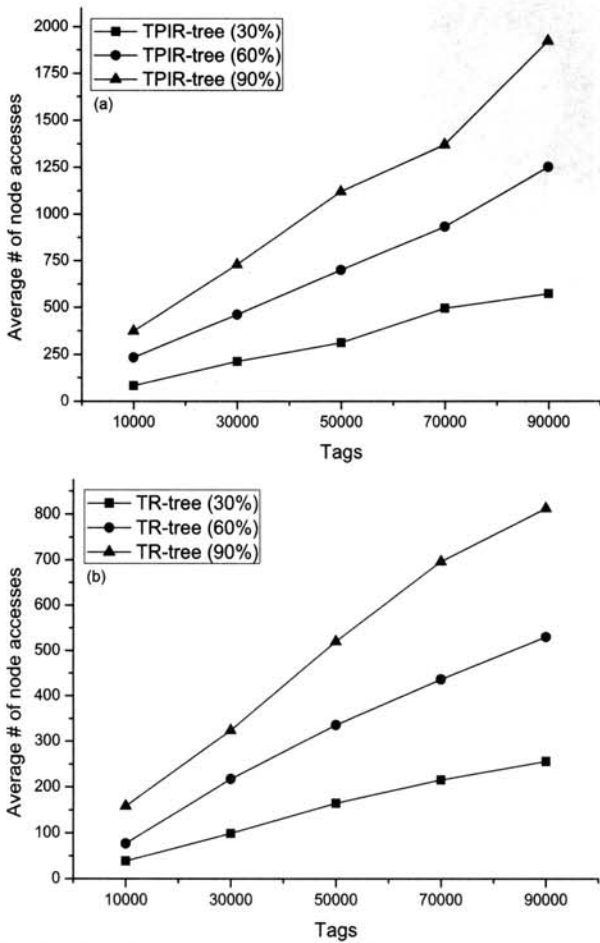 TPIR-tree (30%)
TPIR-tree (60%)
TPIR-tree (90%)
(a)
2000
1750
1500
1250
1000
750
500
250
0
Average # of node accesses
10000 30000 50000 70000 90000
Tags
TR-tree (30%)
TR-tree (60%)
TR-tree (90%)
(b)
800
700
600
500
400
300
200
100
0
Average # of node accesses
10000 30000 50000 70000 90000
Tags